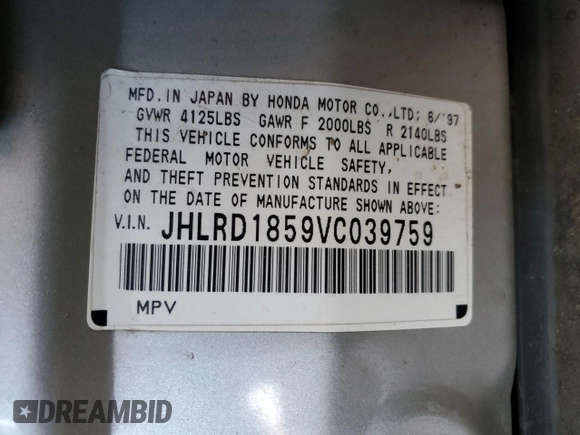 MFD. IN JAPAN BY HONDA MOTOR CO.,LTD; 6/'97
GVWR 4125LBS GAWR F 2000LBS R 2140LBS
THIS VEHICLE CONFORMS TO ALL APPLICABLE
FEDERAL MOTOR VEHICLE SAFETY,
AND THEFT PREVENTION STANDARDS IN EFFECT
ON THE DATE OF MANUFACTURE SHOWN ABOVE:
V.I.N. JHLRD1859VC039759
MPV
DREAMBID